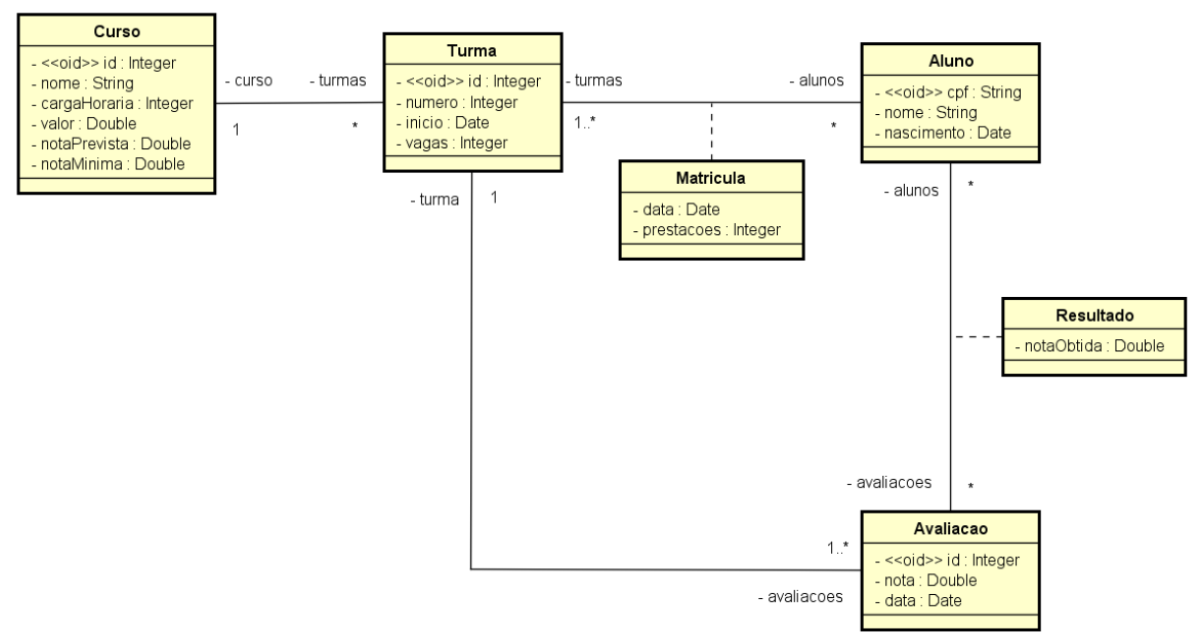 Curso
- <<oid>> id : Integer
- nome : String
- cargaHoraria : Integer
- valor : Double
- notaPrevista : Double
- notaMinima : Double
- curso
1
- turmas
*
Turma
- <<oid>> id : Integer
- numero : Integer
- inicio : Date
- vagas : Integer
- turmas
1..*
- alunos
*
Aluno
- <<oid>> cpf : String
- nome : String
- nascimento : Date
Matricula
- data : Date
- prestacoes : Integer
- turma
1
- alunos
*
Resultado
- notaObtida : Double
- avaliacoes
*
1..*
- avaliacoes
Avaliacao
- <<oid>> id : Integer
- nota : Double
- data : Date